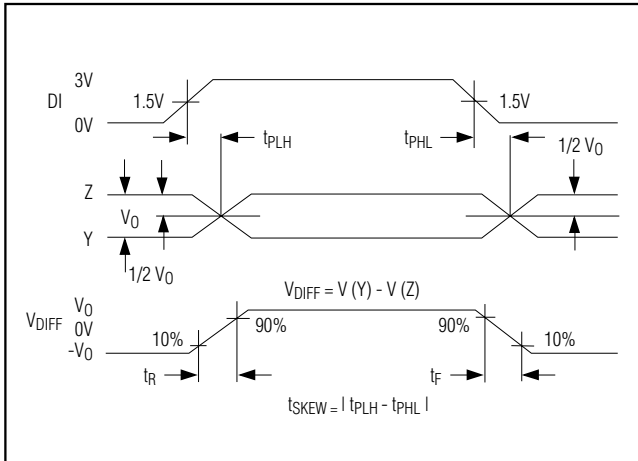 3V
DI
1.5V
1.5V
0V
tPLH
tPHL
1/2 VO
Z
VO
Y
1/2 VO
VDIFF = V (Y) - V (Z)
VO
VDIFF
0V
-VO
10%
90%
90%
10%
tR
tF
tSKEW = | tPLH - tPHL |